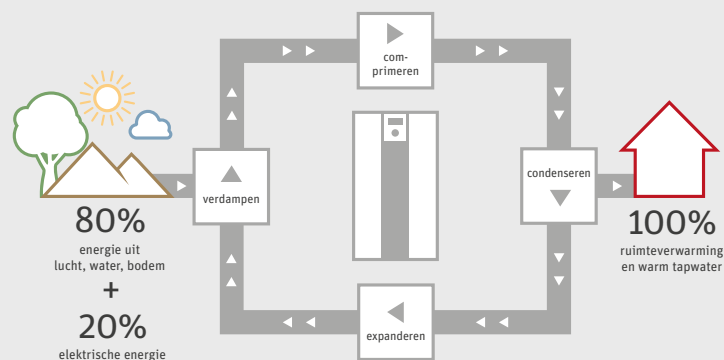 com-
primeren
verdampen
condenseren
expanderen
80%
energie uit
lucht, water, bodem
+
20%
elektrische energie
100%
ruimteverwarming
en warm tapwater